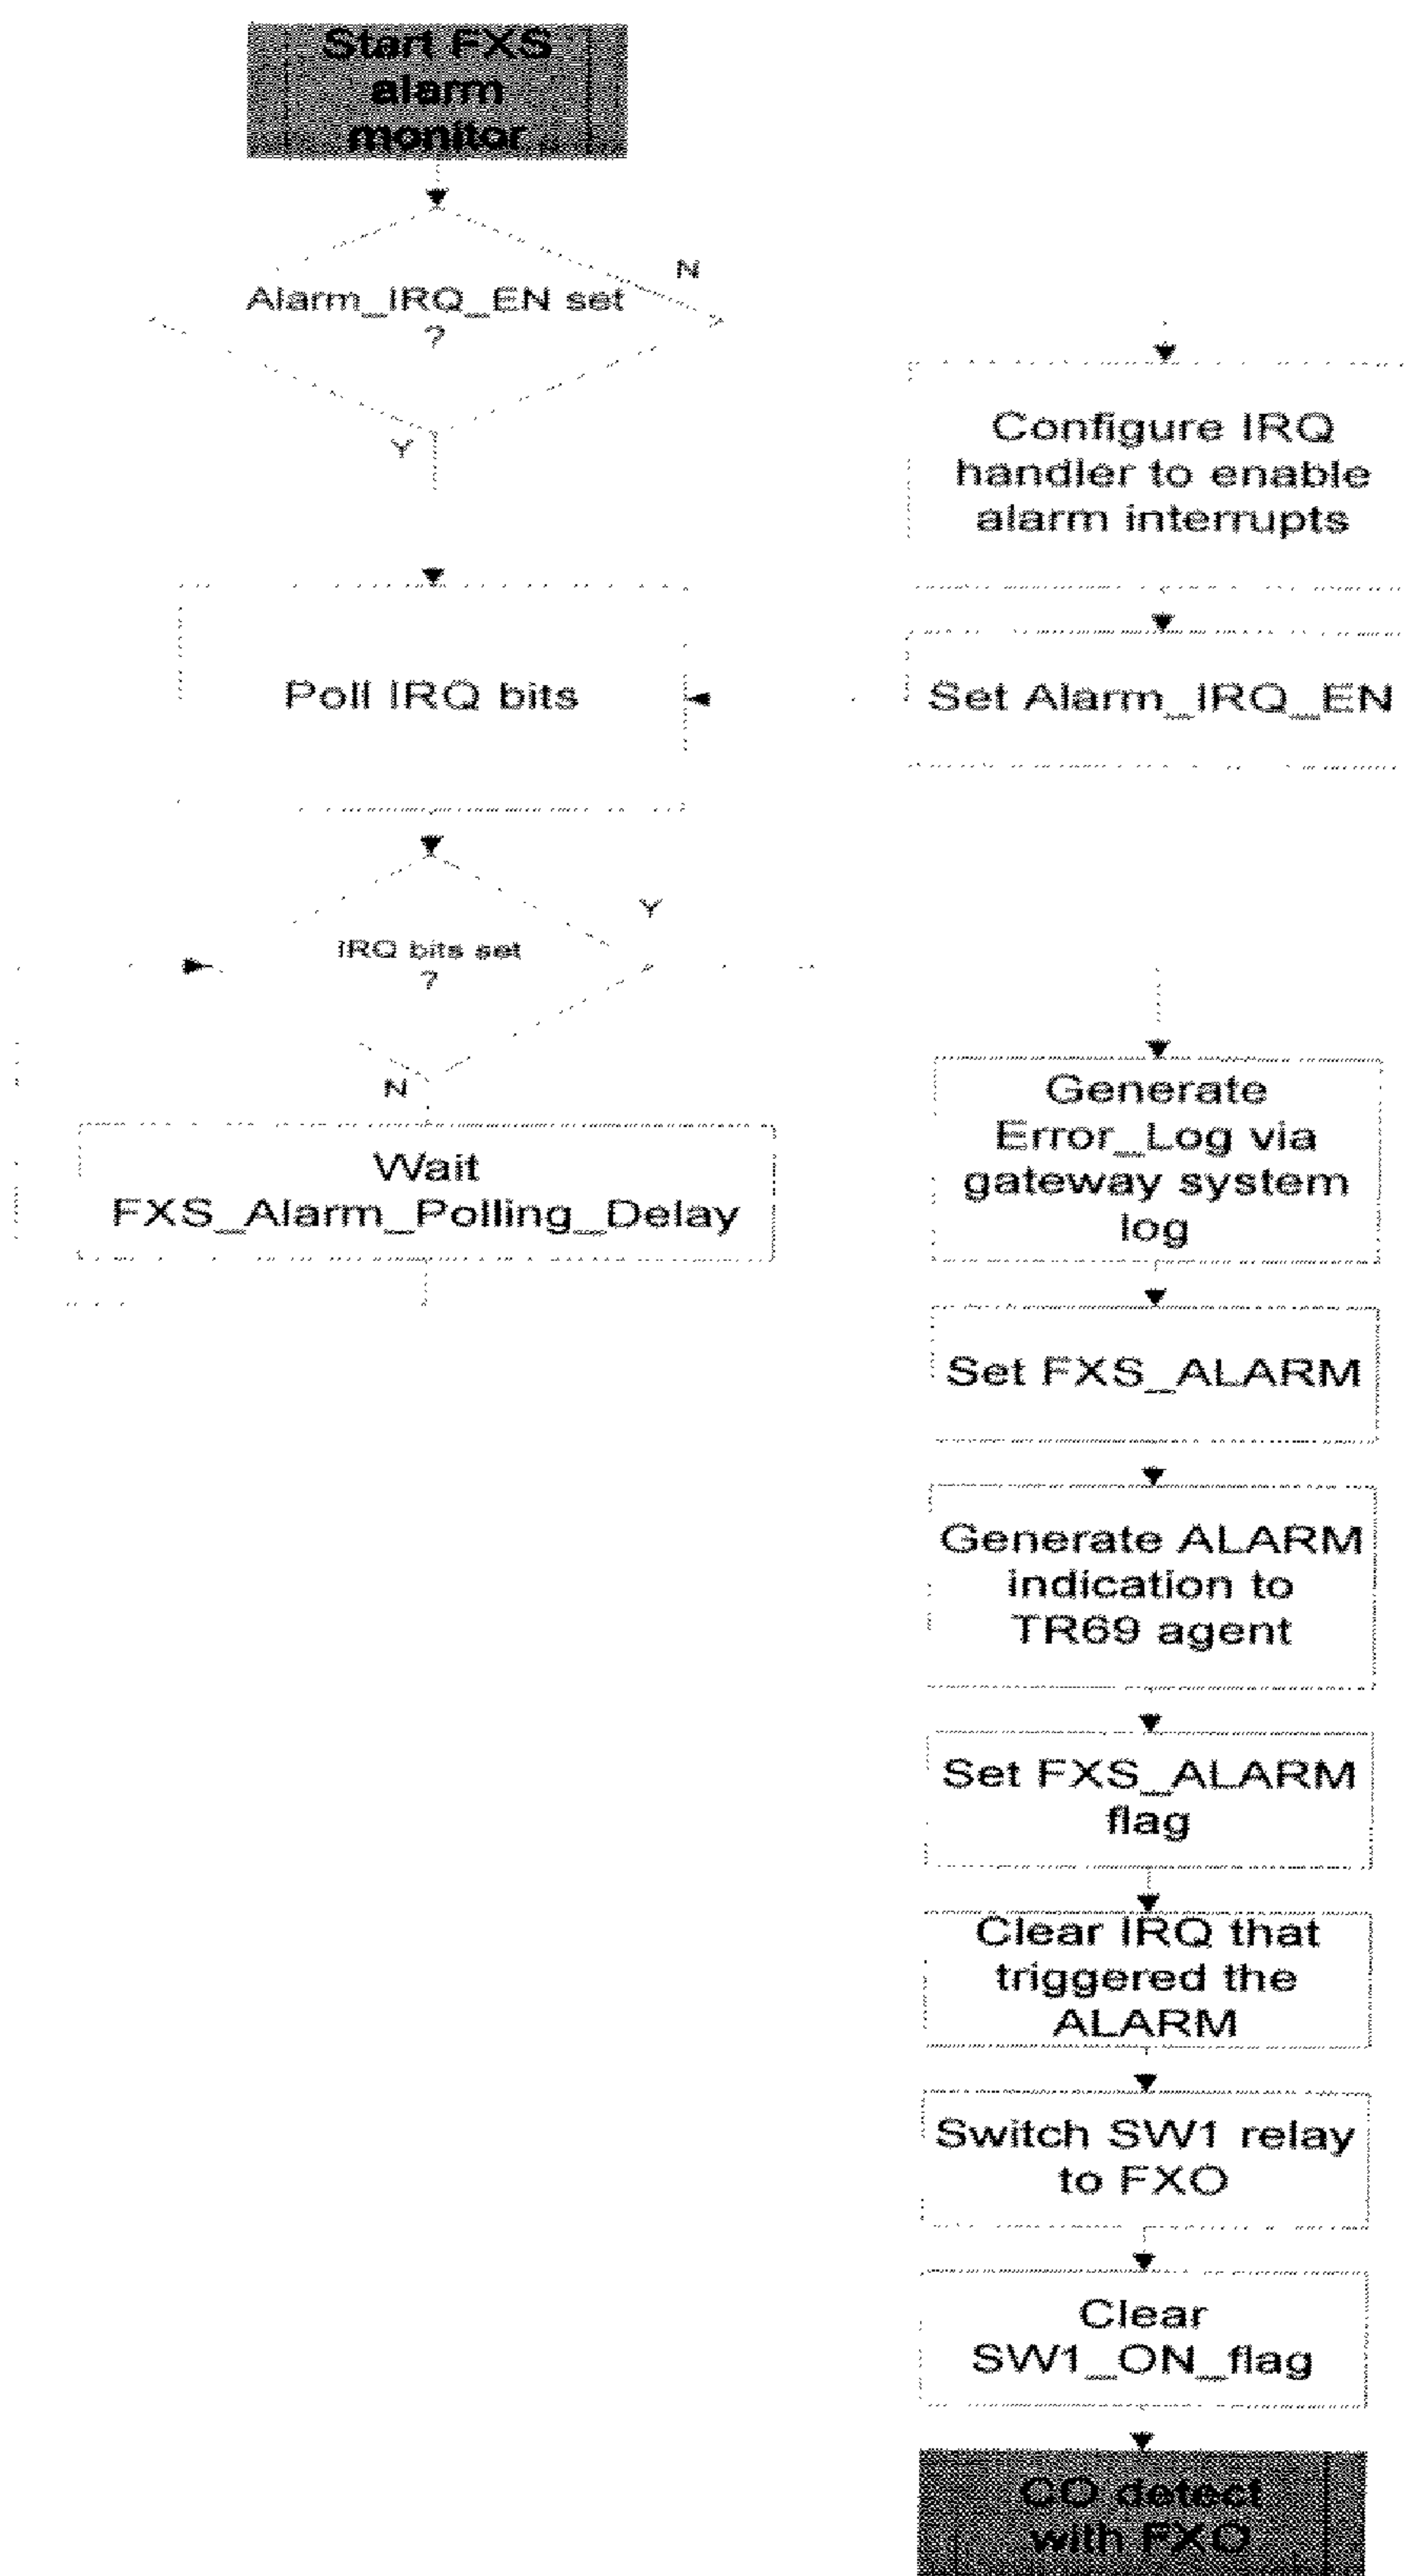 Start FXS
alarm
monitor
N
Alarm_IRQ_EN set
?
Y
Configure IRQ
handler to enable
alarm interrupts
Poll IRQ bits
Set Alarm_IRQ_EN
Y
IRQ bits set
?
N
Wait
FXS_Alarm_Polling_Delay
Generate
Error_Log via
gateway system
log
Set FXS_ALARM
Generate ALARM
indication to
TR69 agent
Set FXS_ALARM
flag
Clear IRQ that
triggered the
ALARM
Switch SW1 relay
to FXO
Clear
SW1_ON_flag
CO detect
with FXO